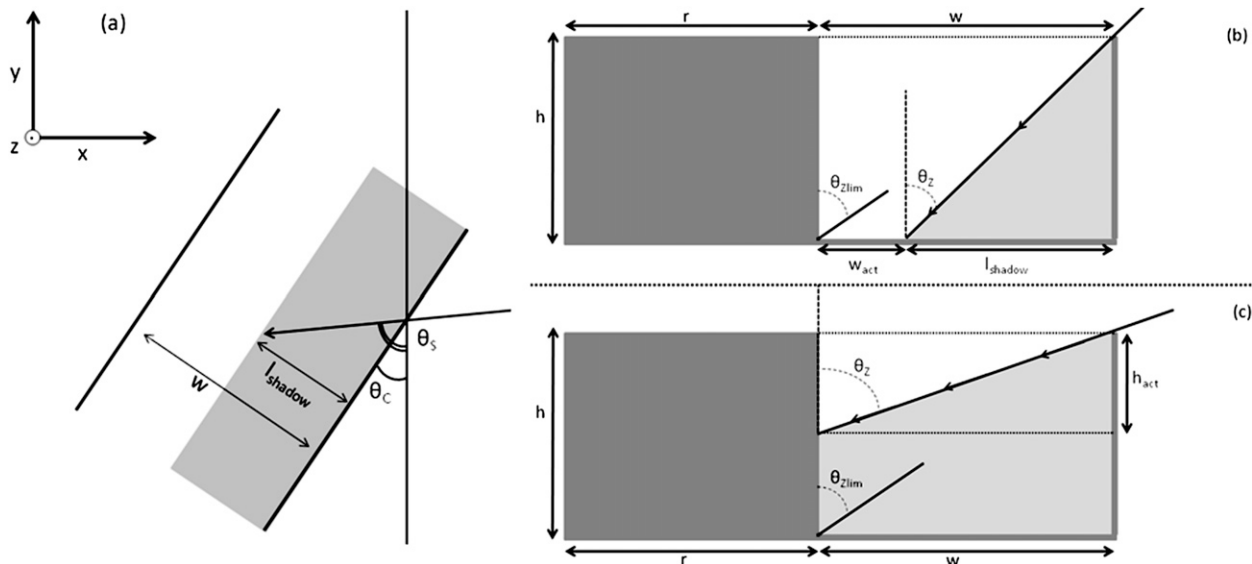 (a)
y
z
x
w
l_shadow
θ_S
θ_C
(b)
r
w
h
θ_Zlim
θ_Z
w_act
l_shadow
(c)
h
θ_Z
h_act
θ_Zlim
r
w